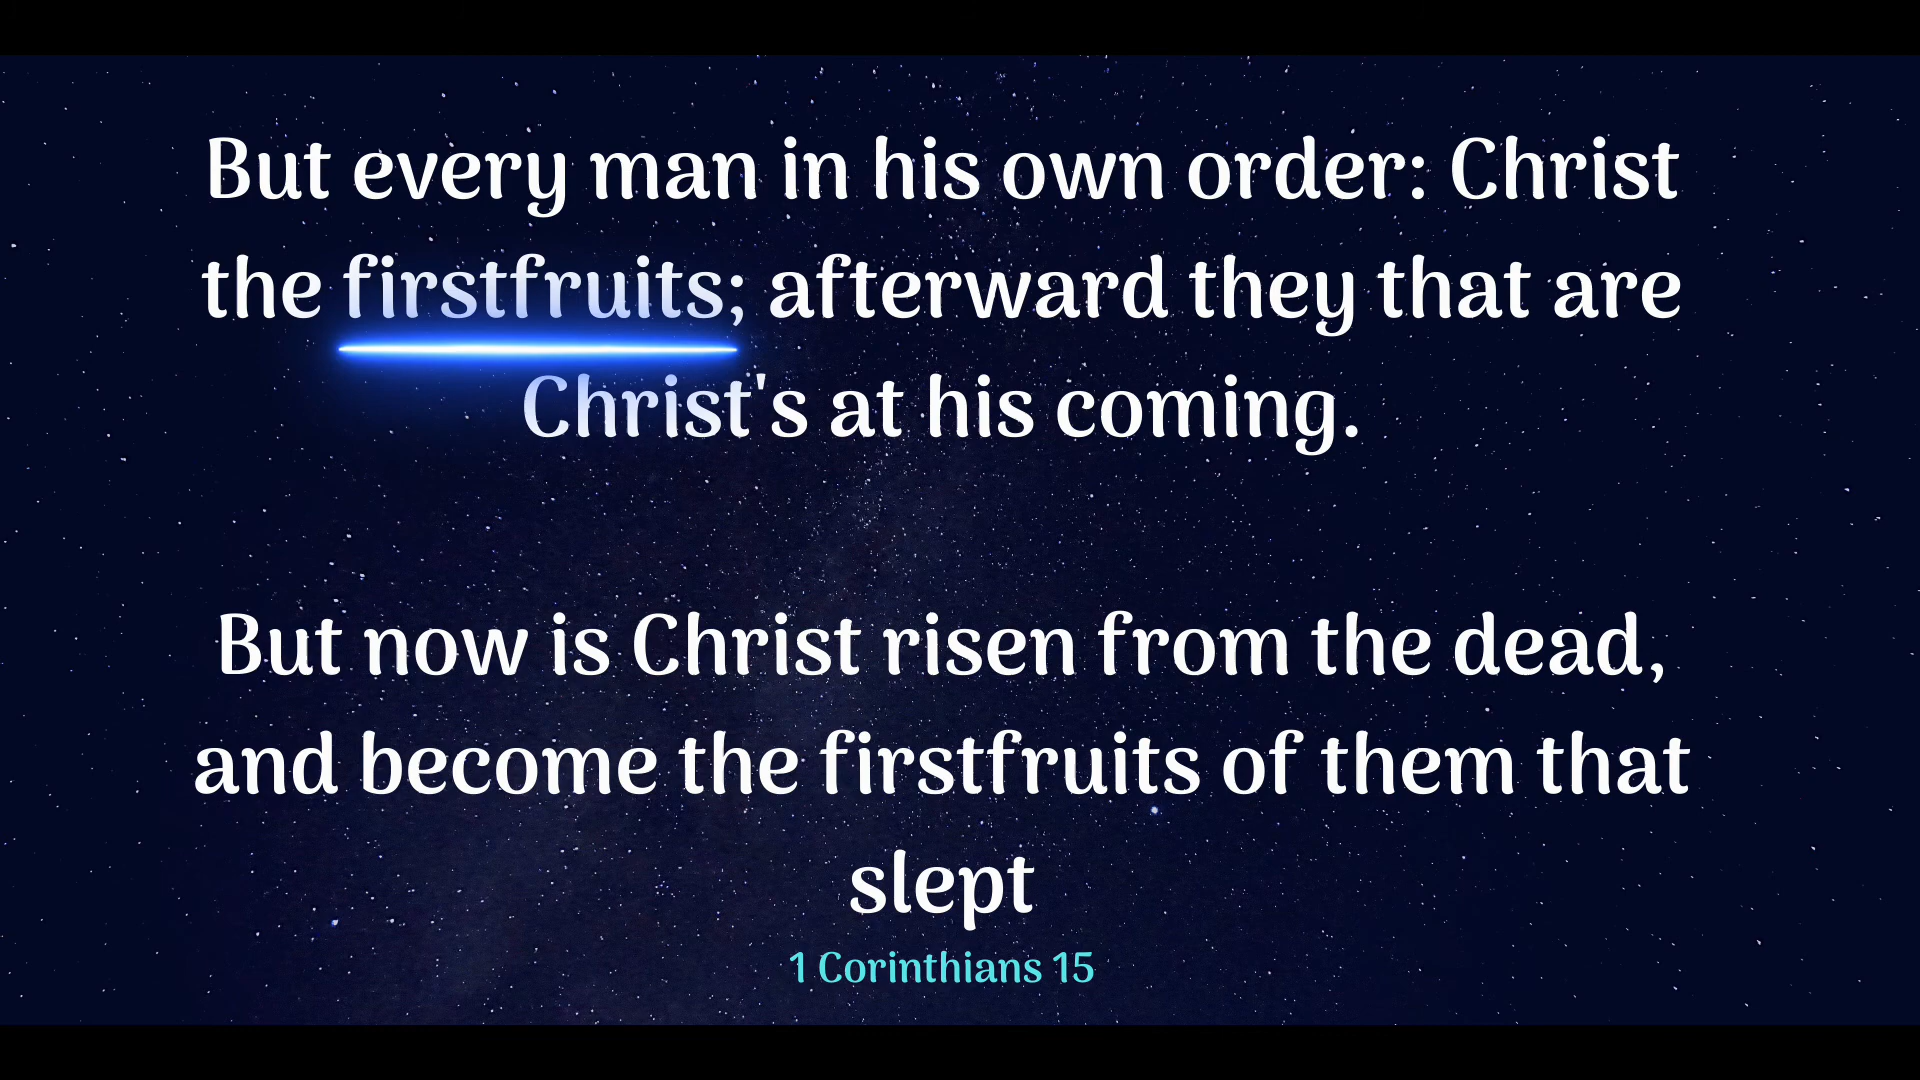 But every man in his own order: Christ
the firstfruits; afterward they that are
Christ's at his coming.
But now is Christ risen from the dead,
and become the firstfruits of them that
slept
1 Corinthians 15